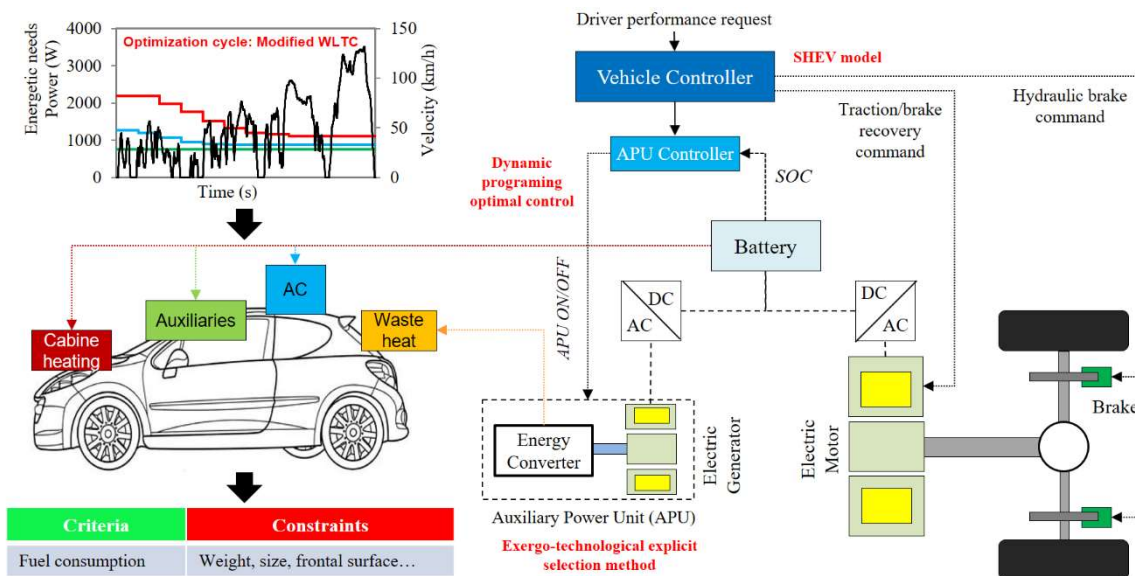 Optimization cycle: Modified WLTC
Energetic needs
Power (W)
4000
3000
2000
1000
0
150
100
50
0
Velocity (km/h)
Time (s)
Driver performance request
Vehicle Controller
SHEV model
Hydraulic brake
command
Traction/brake
recovery
command
APU Controller
Dynamic
programing
optimal control
SOC
Battery
APU ON/OFF
DC
AC
DC
AC
AC
Auxiliaries
Waste
heat
Cabine
heating
Energy
Converter
Electric
Generator
Electric
Motor
Brake
Auxiliary Power Unit (APU)
Exergo-technological explicit
selection method
Criteria
Constraints
Fuel consumption
Weight, size, frontal surface…